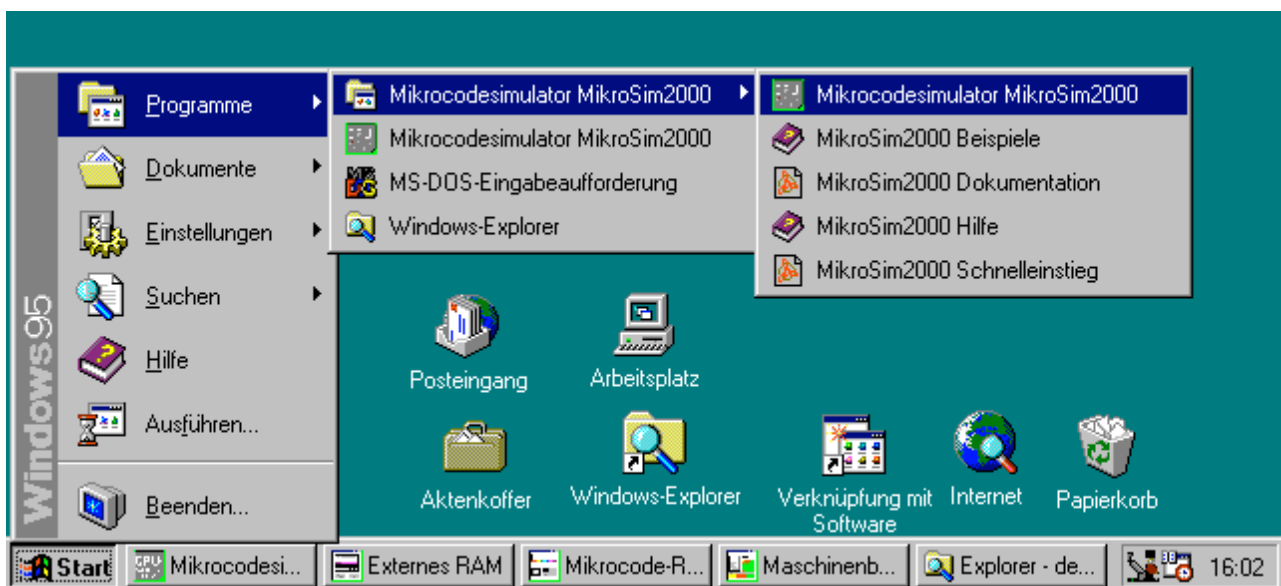 Windows95
Programme
Dokumente
Einstellungen
Suchen
Hilfe
Ausführen...
Beenden...
Mikrocodesimulator MikroSim2000
Mikrocodesimulator MikroSim2000
MS-DOS-Eingabeaufforderung
Windows-Explorer
Mikrocodesimulator MikroSim2000
MikroSim2000 Beispiele
MikroSim2000 Dokumentation
MikroSim2000 Hilfe
MikroSim2000 Schnelleinstieg
Posteingang
Arbeitsplatz
Aktenkoffer
Windows-Explorer
Verknüpfung mit
Software
Internet
Papierkorb
Start
Mikrocodesi...
Externes RAM
Mikrocode-R...
Maschinenb...
Explorer - de...
16:02